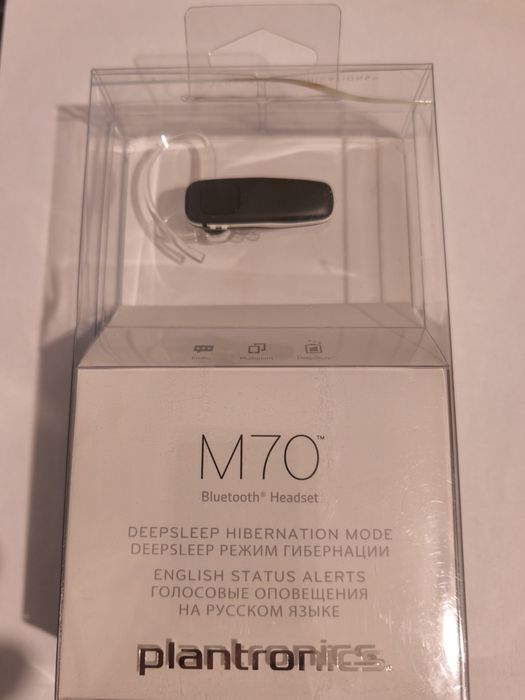 M70™
Bluetooth® Headset
DEEPSLEEP HIBERNATION MODE
DEEPSLEEP РЕЖИМ ГИБЕРНАЦИИ
ENGLISH STATUS ALERTS
ГОЛОСОВЫЕ ОПОВЕЩЕНИЯ
НА РУССКОМ ЯЗЫКЕ
plantronics